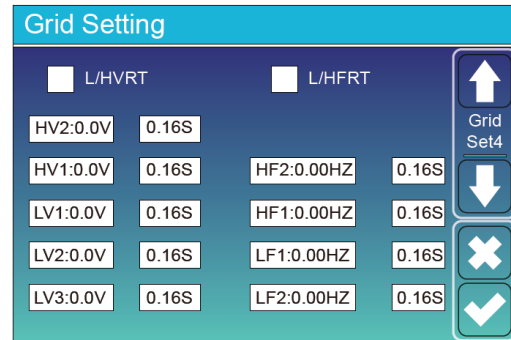 Grid Setting
L/HVRT L/HFRT
HV2:0.0V 0.16S
HV1:0.0V 0.16S HF2:0.00HZ 0.16S
LV1:0.0V 0.16S HF1:0.00HZ 0.16S
LV2:0.0V 0.16S LF1:0.00HZ 0.16S
LV3:0.0V 0.16S LF2:0.00HZ 0.16S
Grid
Set4